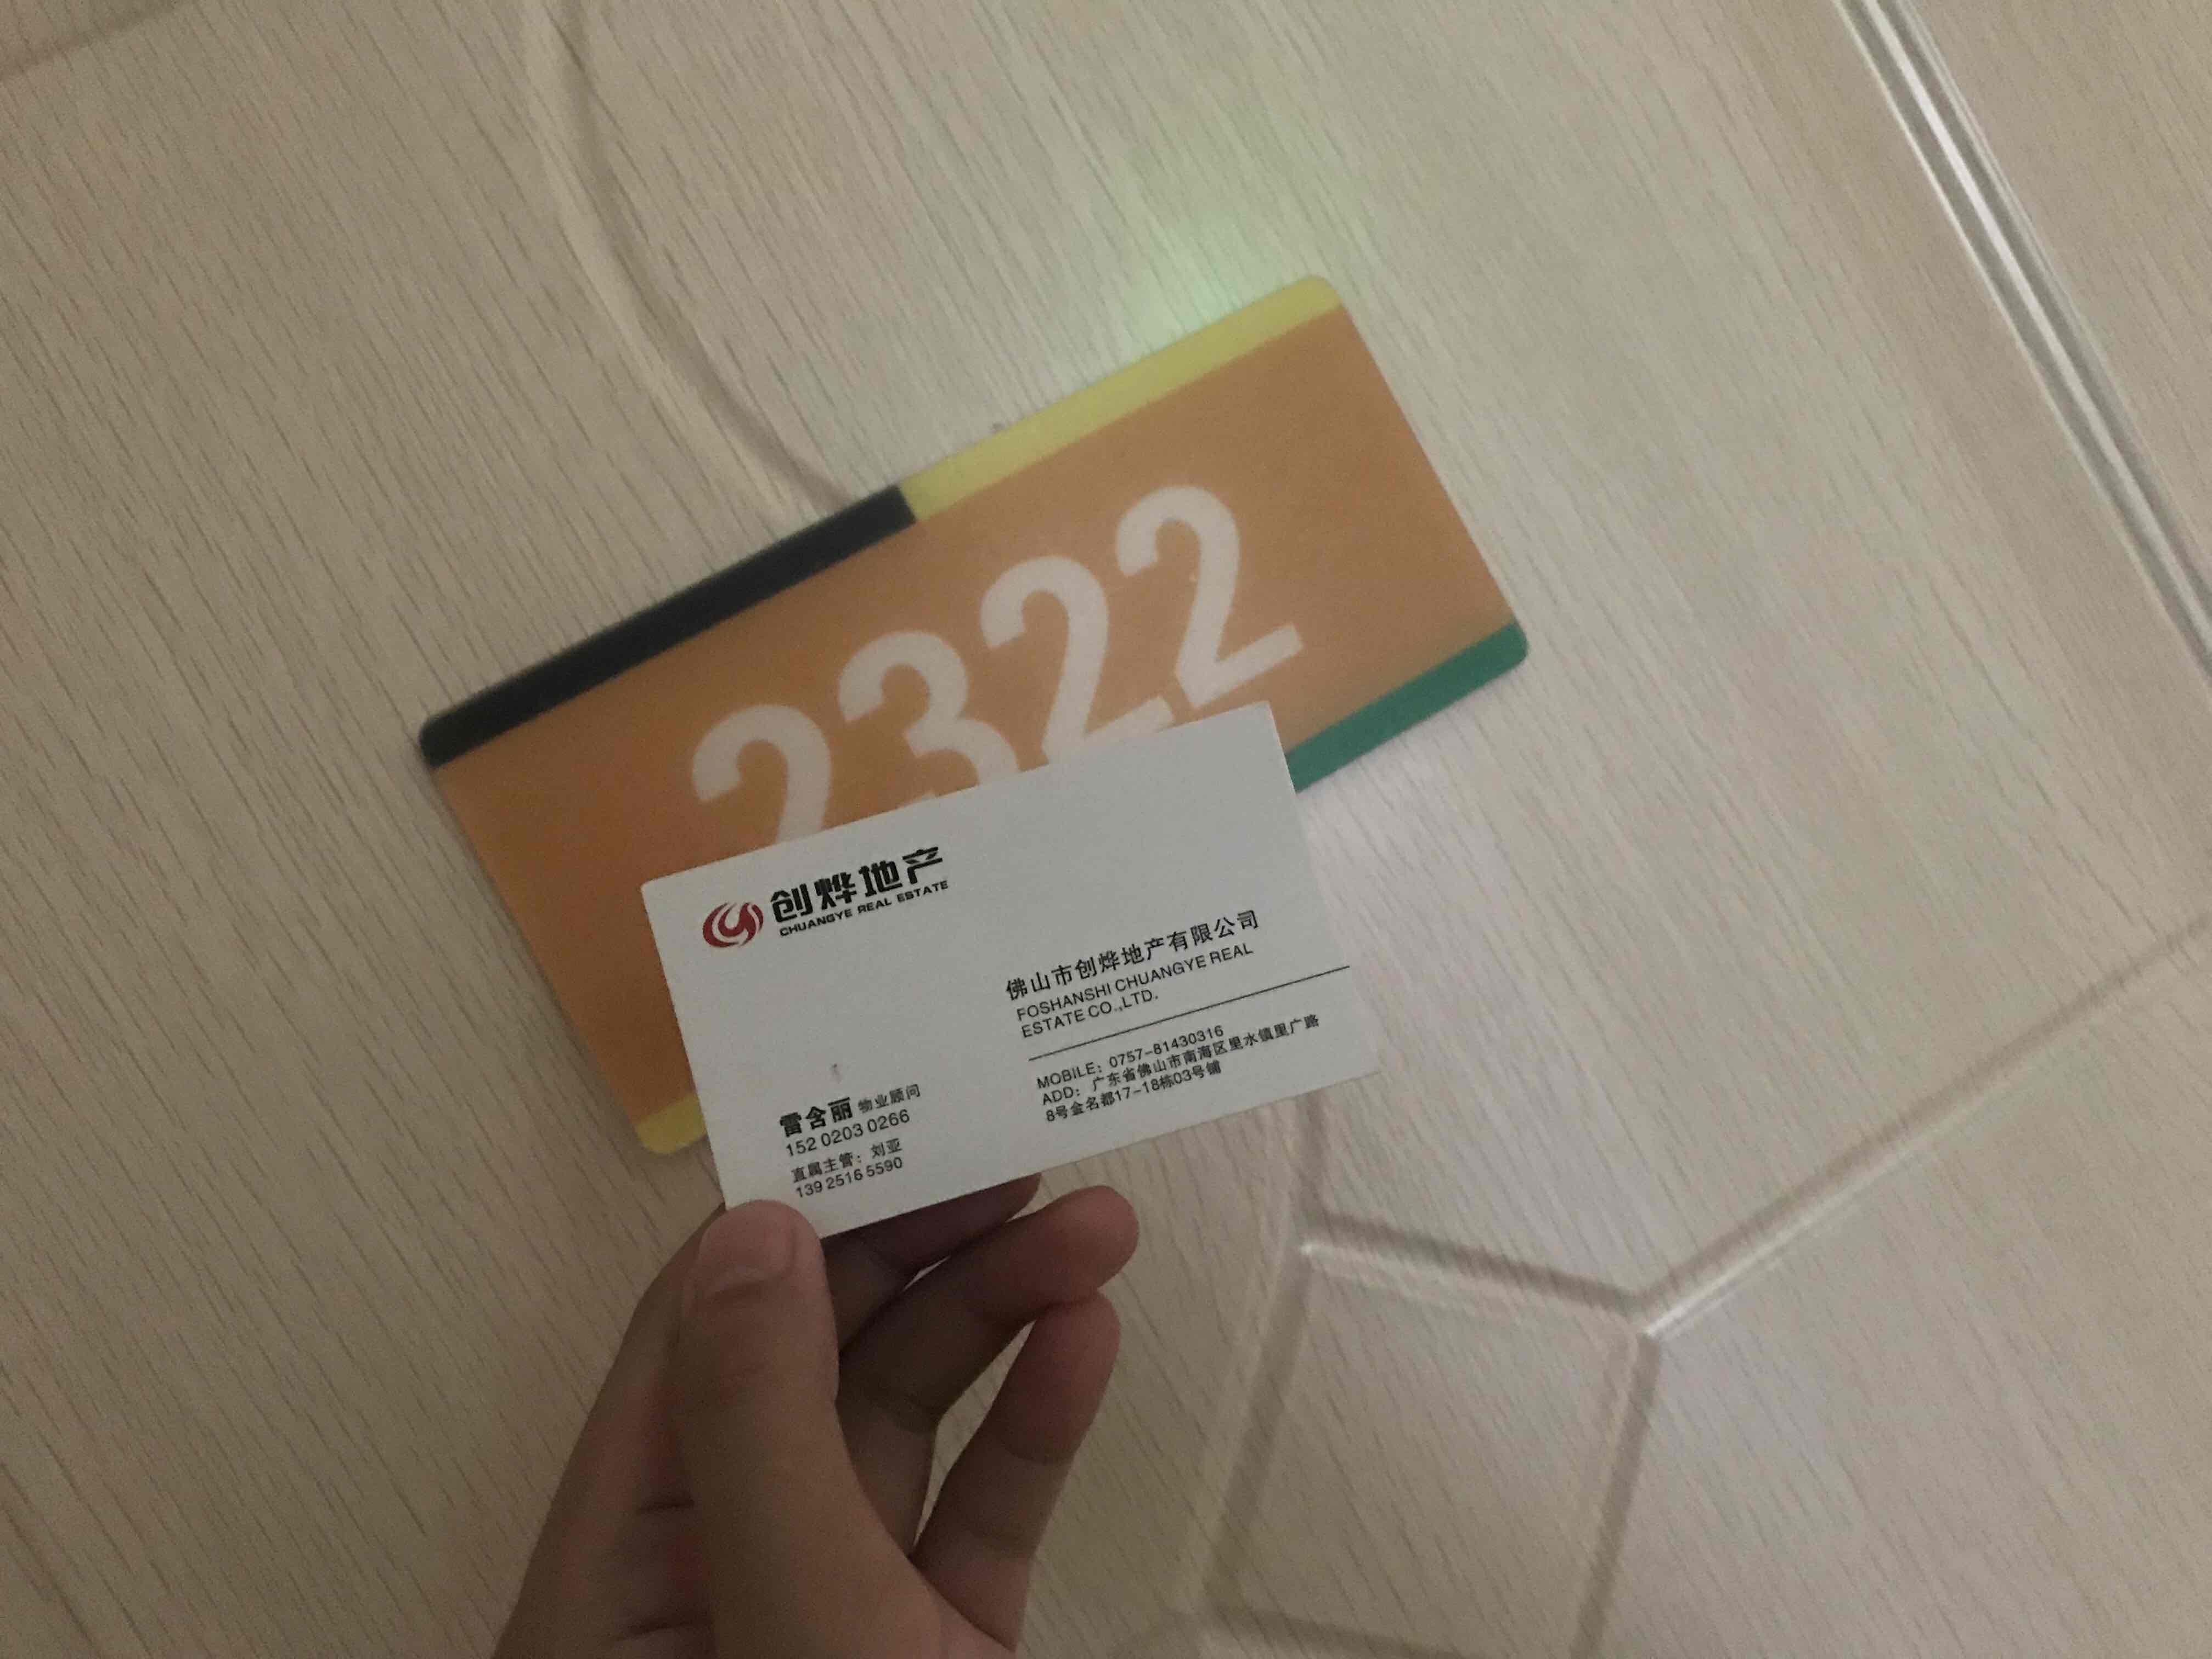 2322
创烨地产
CHUANGYE REAL ESTATE
佛山市创烨地产有限公司
FOSHANSHI CHUANGYE REAL
ESTATE CO.,LTD.
MOBILE：0757-81430316
ADD：广东省佛山市南海区里水镇里广路
8号金名都17-18栋03号铺
雷含丽 物业顾问
152 0203 0266
直属主管：刘亚
139 2516 5590